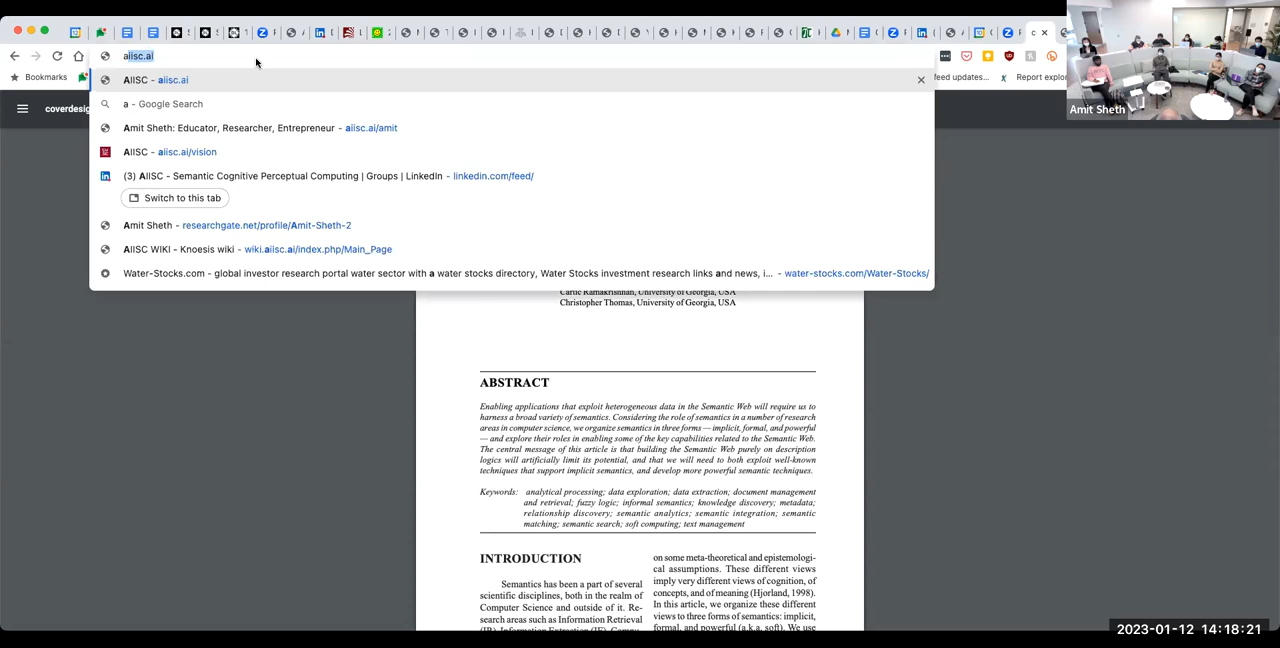 aiisc.ai
Bookmarks
feed updates...
Report explor
AIISC - aiisc.ai
a - Google Search
Amit Sheth: Educator, Researcher, Entrepreneur - aiisc.ai/amit
AIISC - aiisc.ai/vision
(3) AIISC - Semantic Cognitive Perceptual Computing | Groups | LinkedIn - linkedin.com/feed/
Switch to this tab
Amit Sheth - researchgate.net/profile/Amit-Sheth-2
AIISC WIKI - Knoesis wiki - wiki.aiisc.ai/index.php/Main_Page
Water-Stocks.com - global investor research portal water sector with a water stocks directory, Water Stocks investment research links and news, i... - water-stocks.com/Water-Stocks/
coverdesig
Amit Sheth
Cartic Ramakrishnan, University of Georgia, USA
Christopher Thomas, University of Georgia, USA
ABSTRACT
Enabling applications that exploit heterogeneous data in the Semantic Web will require us to
harness a broad variety of semantics. Considering the role of semantics in a number of research
areas in computer science, we organize semantics in three forms — implicit, formal, and powerful
— and explore their roles in enabling some of the key capabilities related to the Semantic Web.
The central message of this article is that building the Semantic Web purely on description
logics will artificially limit its potential, and that we will need to both exploit well-known
techniques that support implicit semantics, and develop more powerful semantic techniques.
Keywords: analytical processing; data exploration; data extraction; document management
and retrieval; fuzzy logic; informal semantics; knowledge discovery; metadata;
relationship discovery; semantic analytics; semantic integration; semantic
matching; semantic search; soft computing; text management
INTRODUCTION
Semantics has been a part of several
scientific disciplines, both in the realm of
Computer Science and outside of it. Re-
search areas such as Information Retrieval
(IR), Information Extraction (IE), Compu-
on some meta-theoretical and epistemologi-
cal assumptions. These different views
imply very different views of cognition, of
concepts, and of meaning (Hjorland, 1998).
In this article, we organize these different
views to three forms of semantics: implicit,
formal, and powerful (a.k.a. soft). We use
2023-01-12 14:18:21